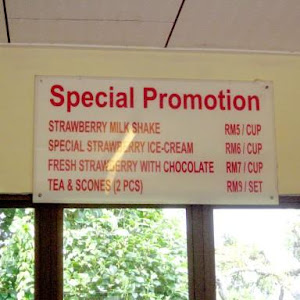 Special Promotion
STRAWBERRY MILK SHAKE RM5 / CUP
SPECIAL STRAWBERRY ICE-CREAM RM6 / CUP
FRESH STRAWBERRY WITH CHOCOLATE RM7 / CUP
TEA & SCONES (2 PCS) RM9 / SET